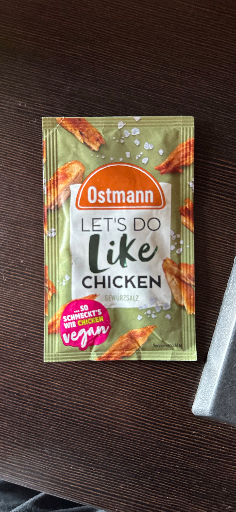 Ostmann
LET'S DO
Like
CHICKEN
GEWÜRZSALZ
... SO
SCHMECKT'S
WIE CHICKEN
vegan